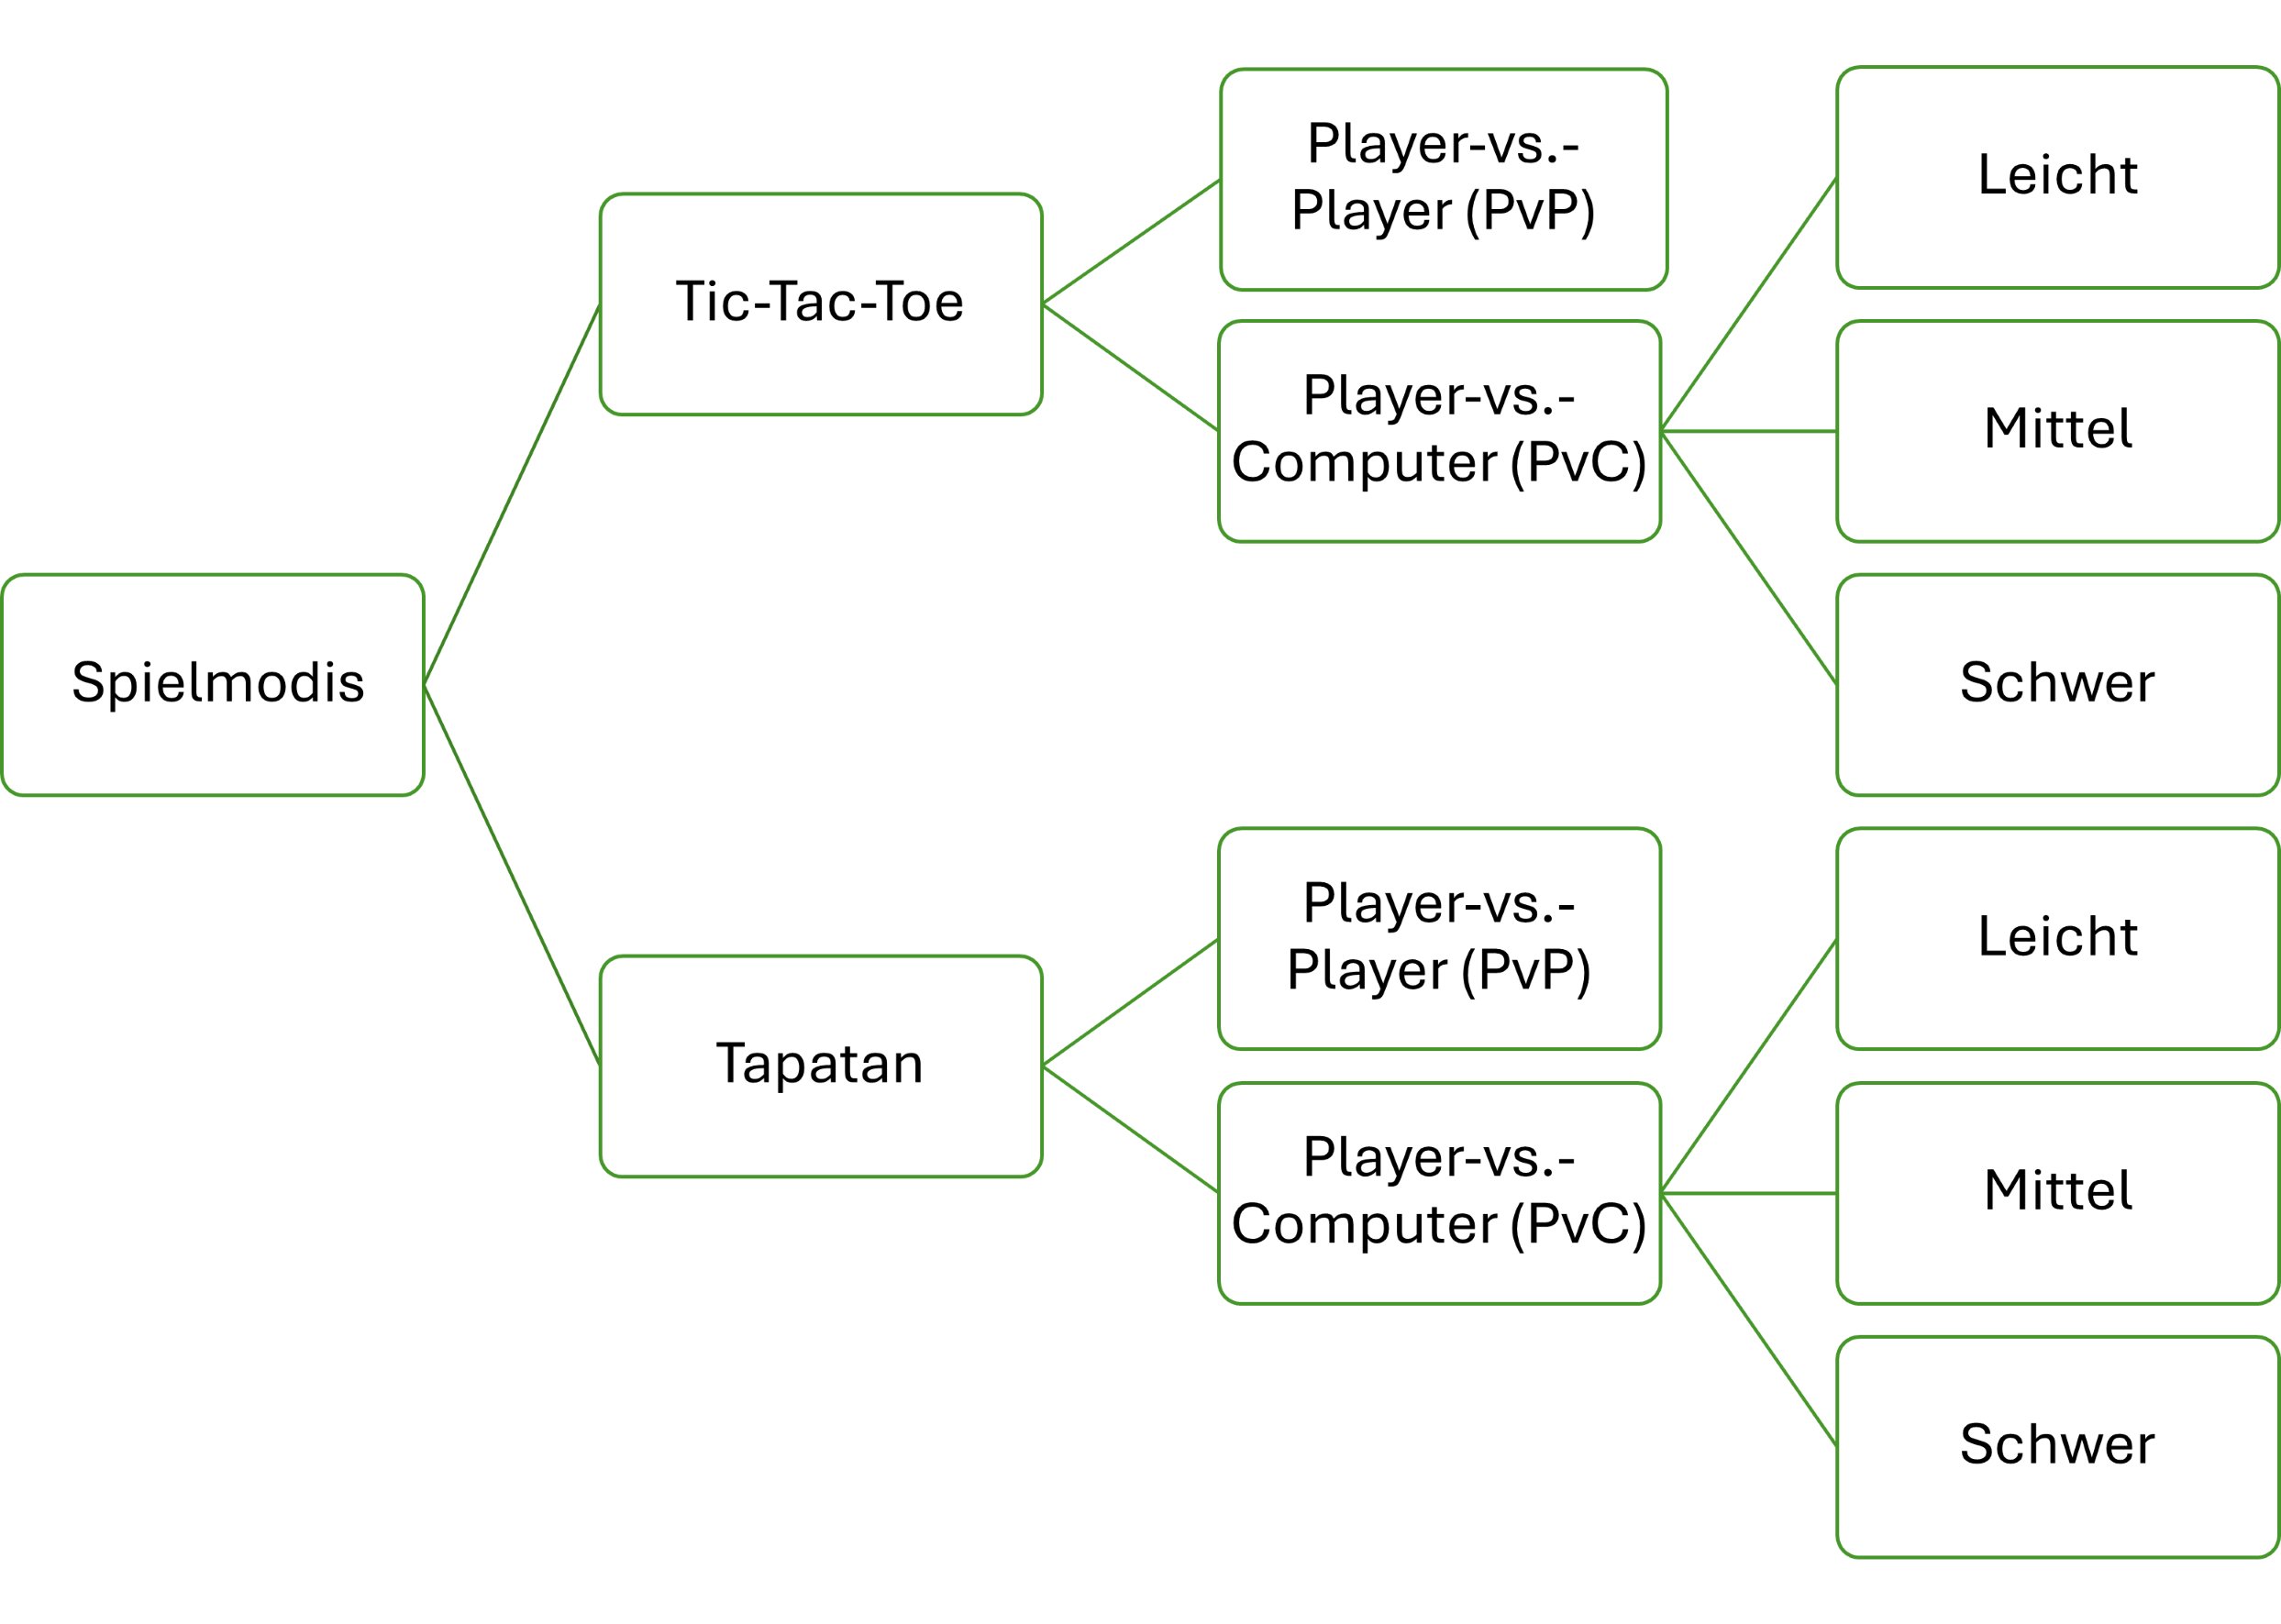 Spielmodis
Tic-Tac-Toe
Player-vs.-
Player (PvP)
Player-vs.-
Computer (PvC)
Leicht
Mittel
Schwer
Tapatan
Player-vs.-
Player (PvP)
Player-vs.-
Computer (PvC)
Leicht
Mittel
Schwer